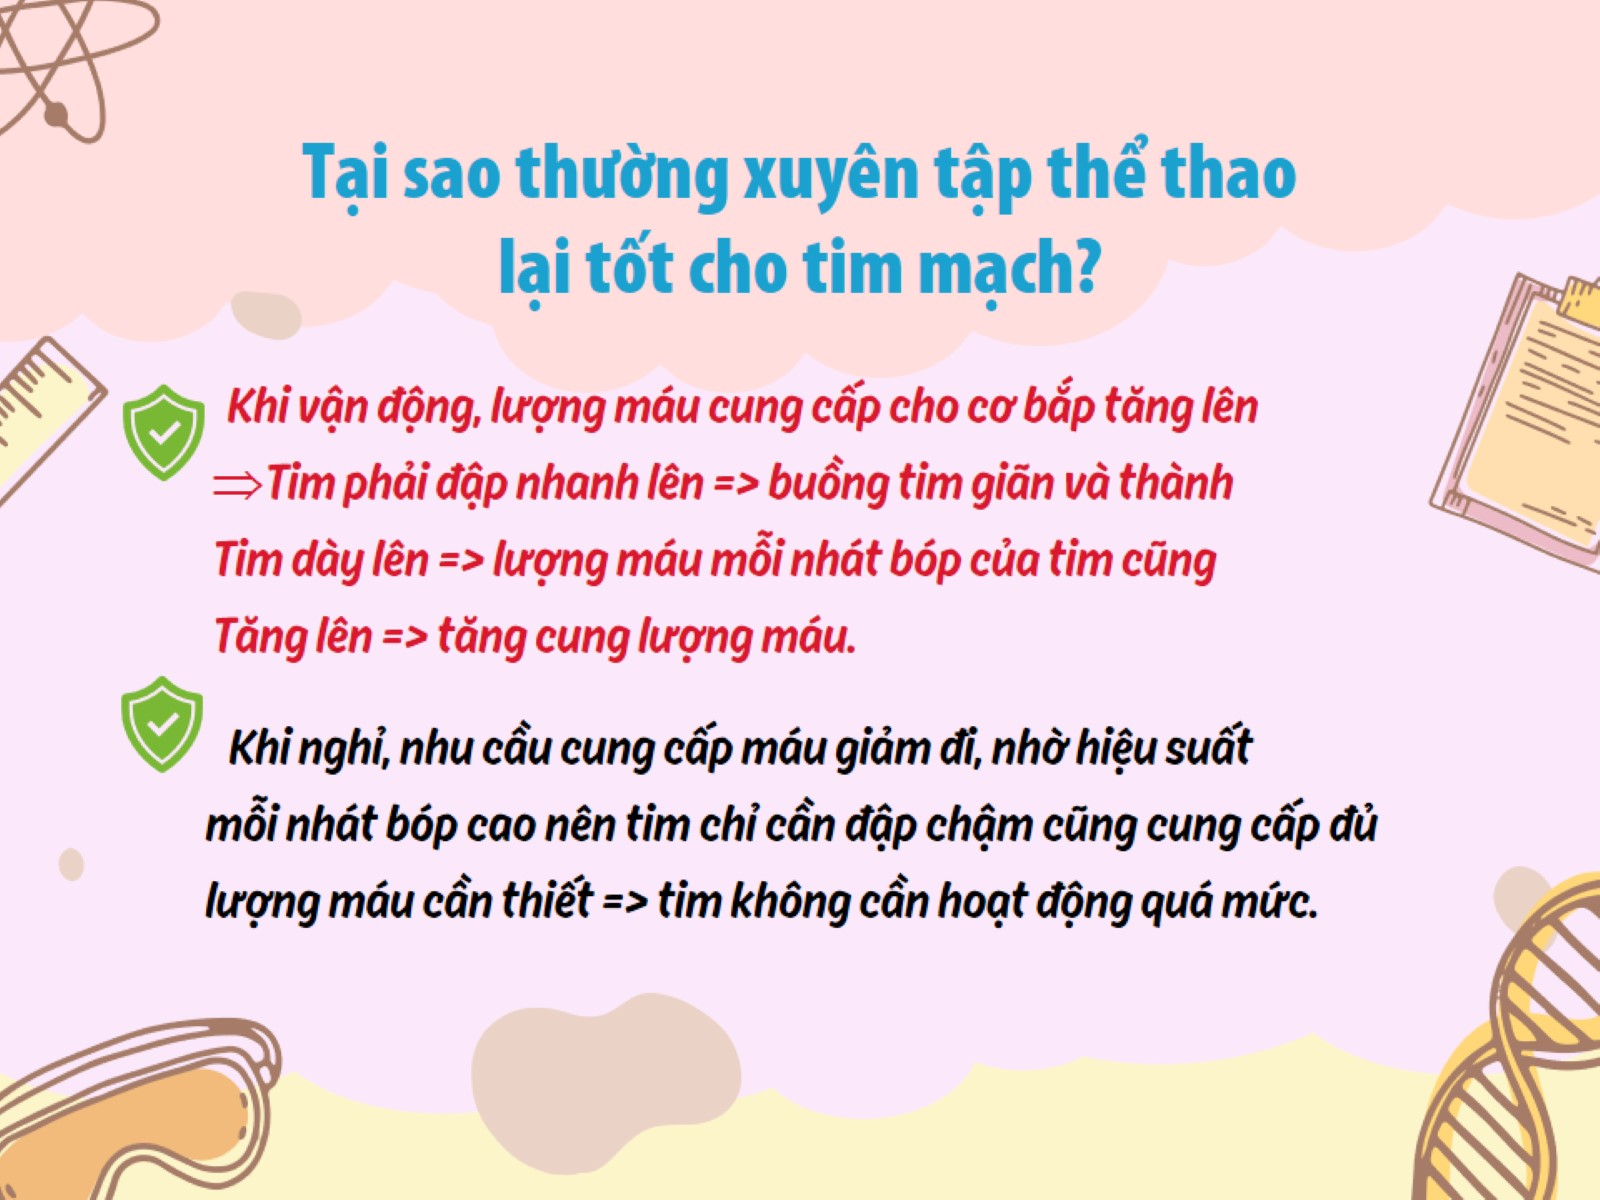 Tại sao thường xuyên tập thể thao
lại tốt cho tim mạch?
Khi vận động, lượng máu cung cấp cho cơ bắp tăng lên
⇒Tim phải đập nhanh lên => buồng tim giãn và thành
Tim dày lên => lượng máu mỗi nhát bóp của tim cũng
Tăng lên => tăng cung lượng máu.
Khi nghỉ, nhu cầu cung cấp máu giảm đi, nhờ hiệu suất
mỗi nhát bóp cao nên tim chỉ cần đập chậm cũng cung cấp đủ
lượng máu cần thiết => tim không cần hoạt động quá mức.